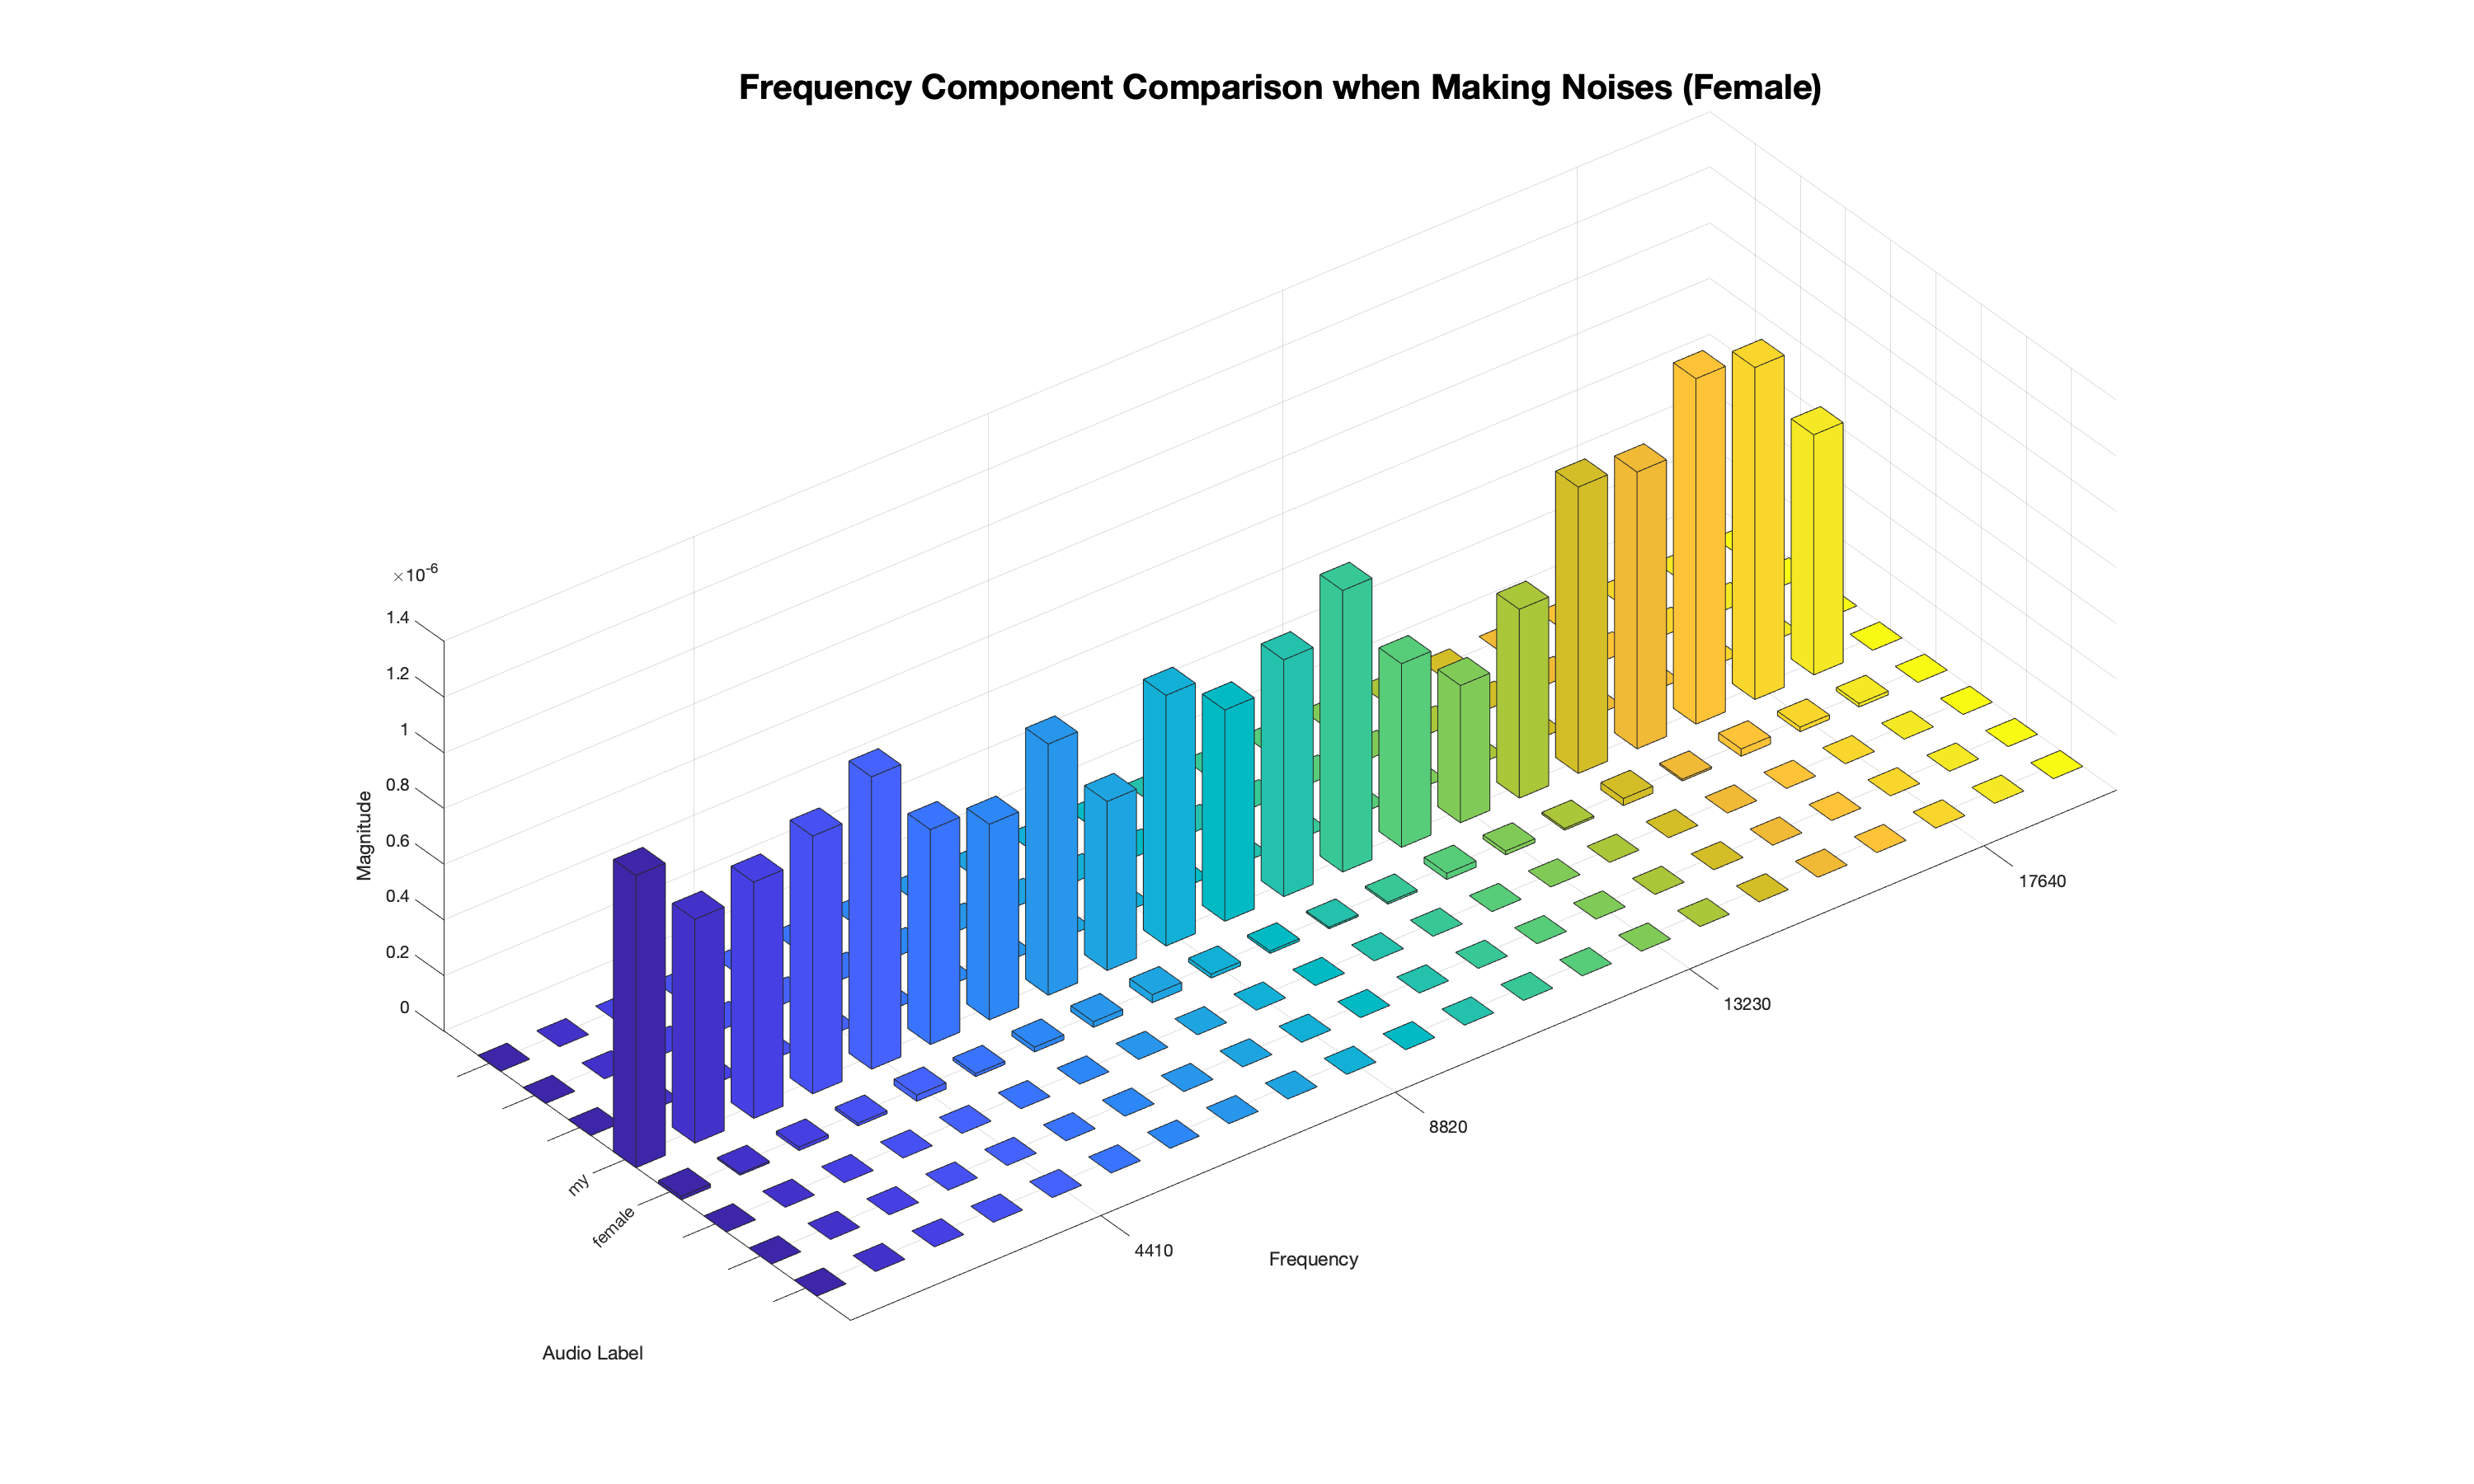 Frequency Component Comparison when Making Noises (Female)
×10-6
1.4
1.2
1
0.8
0.6
0.4
0.2
0
Magnitude
my
female
Audio Label
4410
8820
13230
17640
Frequency